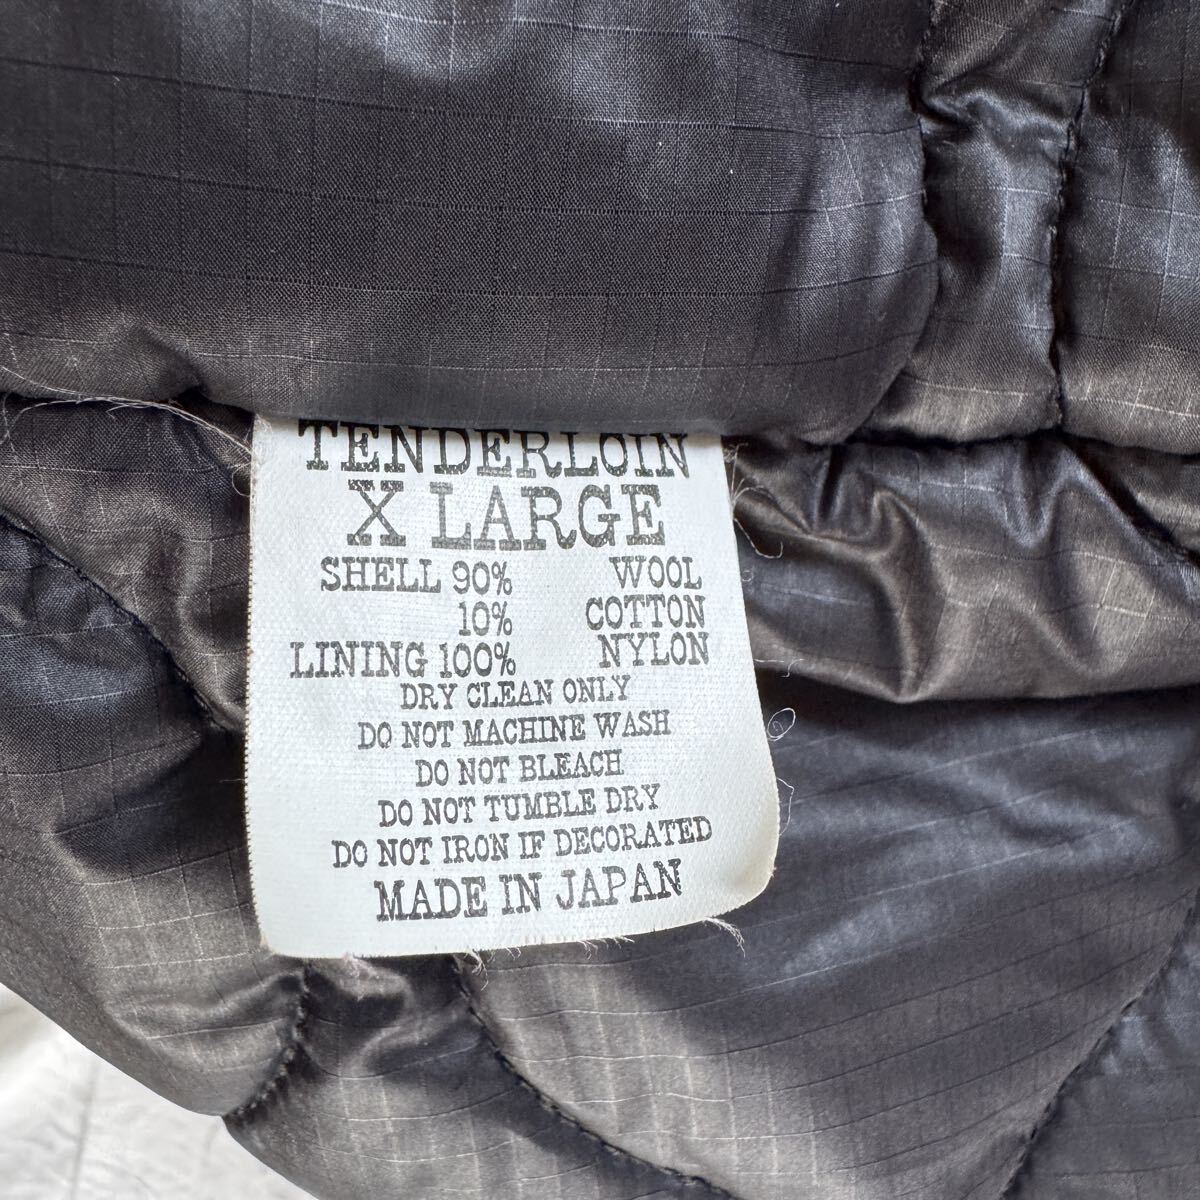 TENDERLOIN
X LARGE
SHELL 90% WOOL
10% COTTON
LINING 100% NYLON
DRY CLEAN ONLY
DO NOT MACHINE WASH
DO NOT BLEACH
DO NOT TUMBLE DRY
DO NOT IRON IF DECORATED
MADE IN JAPAN